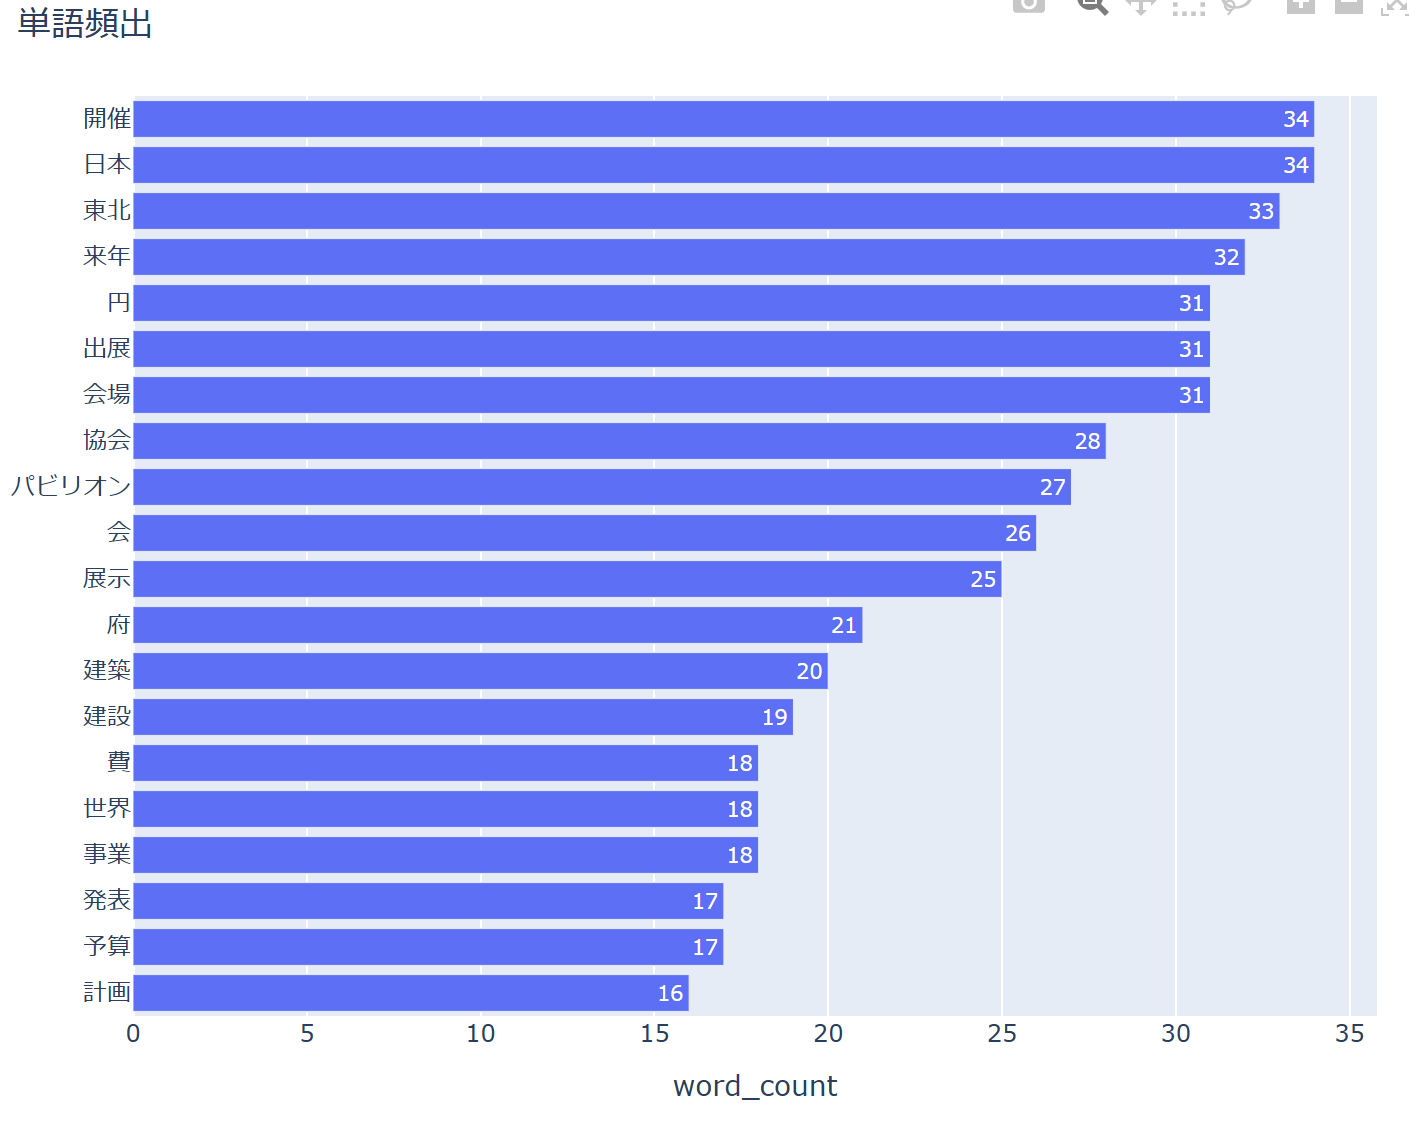 単語頻出
開催 34
日本 34
東北 33
来年 32
円 31
出展 31
会場 31
協会 28
パビリオン 27
会 26
展示 25
府 21
建築 20
建設 19
費 18
世界 18
事業 18
発表 17
予算 17
計画 16
0 5 10 15 20 25 30 35
word_count